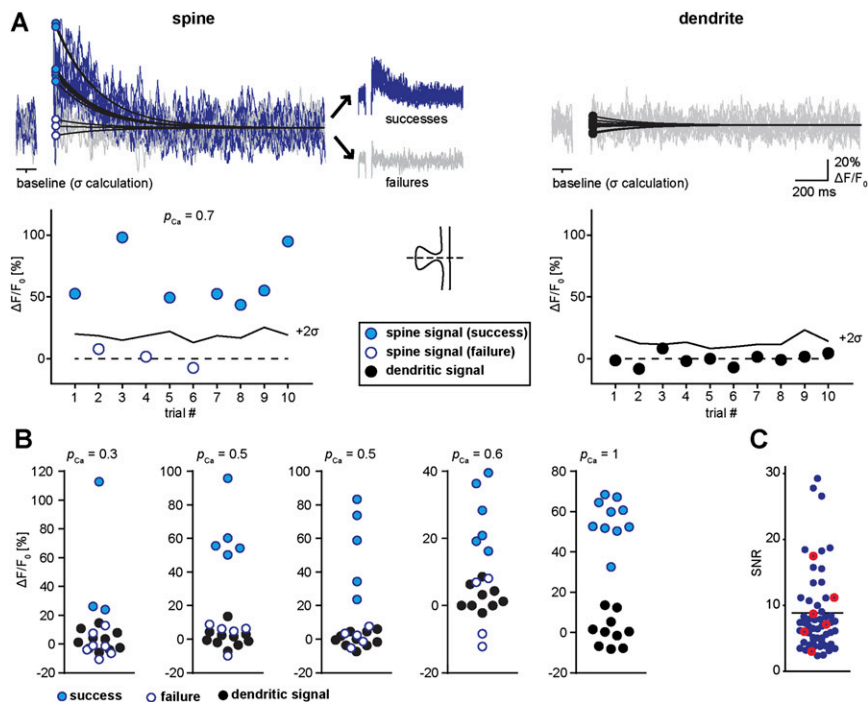 A
spine
dendrite
successes
failures
baseline (σ calculation)
baseline (σ calculation)
20%
ΔF/F0
200 ms
pCa = 0.7
ΔF/F0 [%]
100
50
0
+2σ
1 2 3 4 5 6 7 8 9 10
trial #
spine signal (success)
spine signal (failure)
dendritic signal
ΔF/F0 [%]
100
50
0
+2σ
1 2 3 4 5 6 7 8 9 10
trial #
B
pCa = 0.3
pCa = 0.5
pCa = 0.5
pCa = 0.6
pCa = 1
ΔF/F0 [%]
120
100
80
60
40
20
0
-20
100
80
60
40
20
0
-20
100
80
60
40
20
0
-20
40
20
0
-20
100
80
60
40
20
0
-20
success
failure
dendritic signal
C
SNR
30
20
10
0